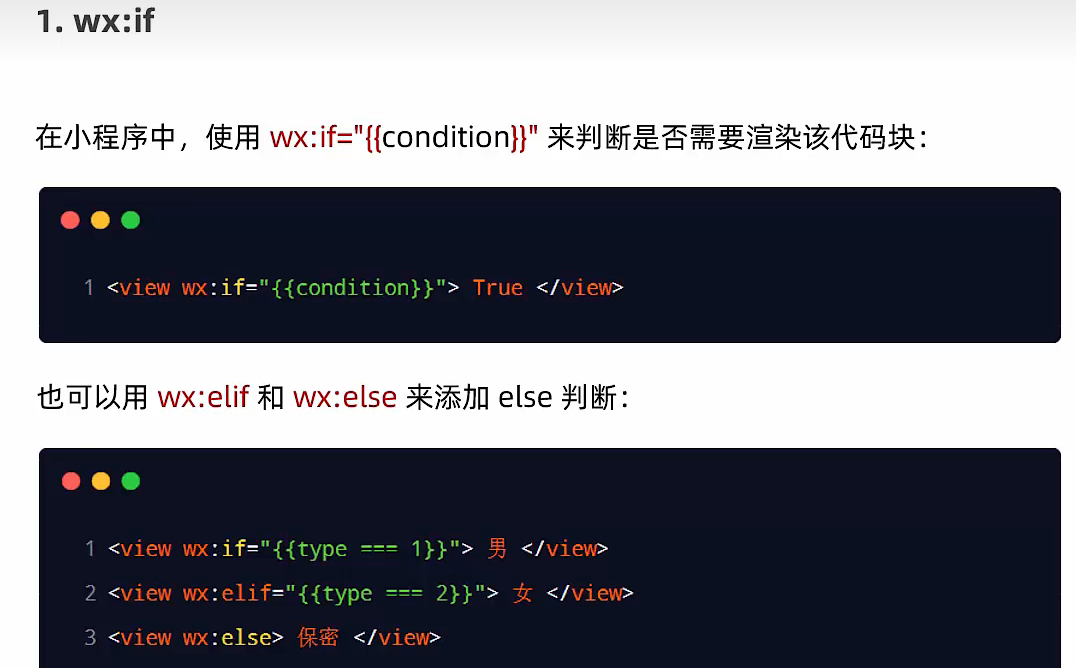 1. wx:if
在小程序中，使用 wx:if="{{condition}}" 来判断是否需要渲染该代码块：
1 <view wx:if="{{condition}}"> True </view>
也可以用 wx:elif 和 wx:else 来添加 else 判断：
1 <view wx:if="{{type === 1}}"> 男 </view>
2 <view wx:elif="{{type === 2}}"> 女 </view>
3 <view wx:else> 保密 </view>